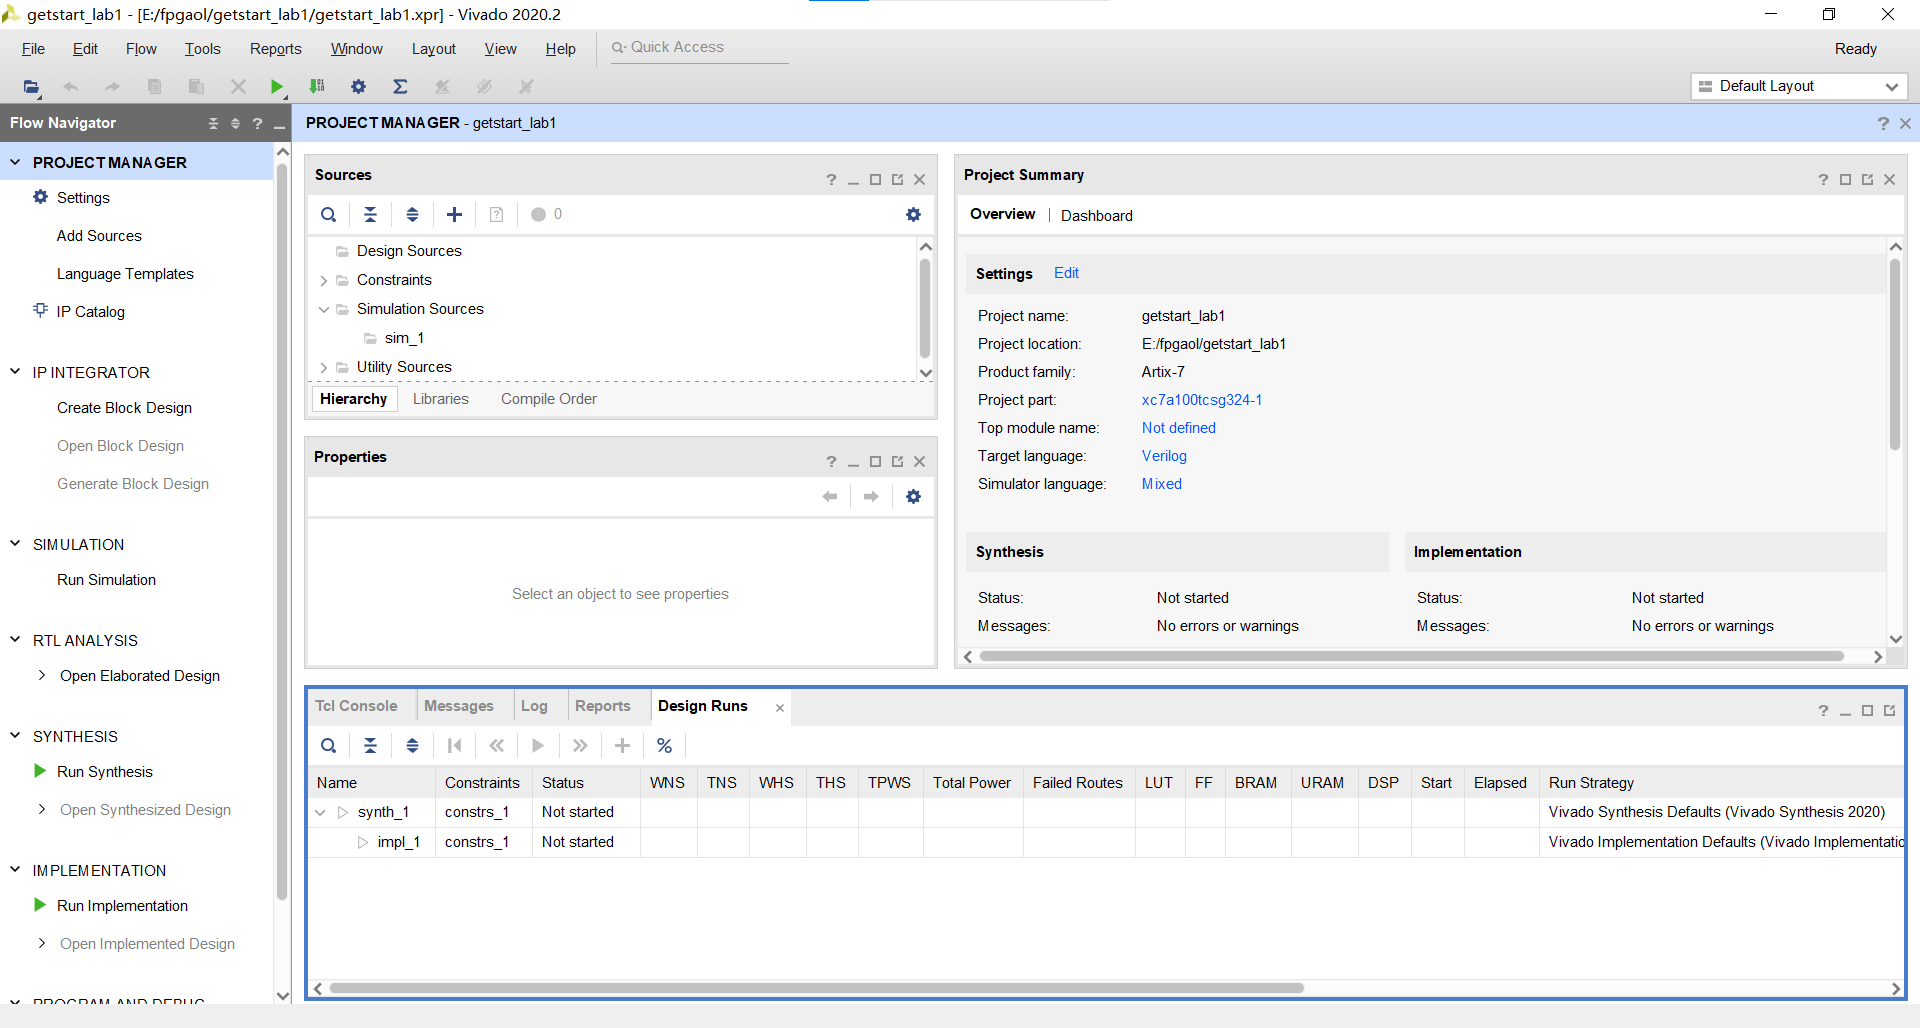 getstart_lab1 - [E:/fpgaol/getstart_lab1/getstart_lab1.xpr] - Vivado 2020.2
File Edit Flow Tools Reports Window Layout View Help Quick Access Ready
Default Layout
Flow Navigator
PROJECT MANAGER - getstart_lab1
PROJECT MANAGER
Settings
Add Sources
Language Templates
IP Catalog
IP INTEGRATOR
Create Block Design
Open Block Design
Generate Block Design
SIMULATION
Run Simulation
RTL ANALYSIS
Open Elaborated Design
SYNTHESIS
Run Synthesis
Open Synthesized Design
IMPLEMENTATION
Run Implementation
Open Implemented Design
PROGRAM AND DEBUG
Sources
0
Design Sources
Constraints
Simulation Sources
sim_1
Utility Sources
Hierarchy Libraries Compile Order
Properties
Select an object to see properties
Project Summary
Overview | Dashboard
Settings Edit
Project name: getstart_lab1
Project location: E:/fpgaol/getstart_lab1
Product family: Artix-7
Project part: xc7a100tcsg324-1
Top module name: Not defined
Target language: Verilog
Simulator language: Mixed
Synthesis Implementation
Status: Not started Status: Not started
Messages: No errors or warnings Messages: No errors or warnings
Tcl Console Messages Log Reports Design Runs
Name Constraints Status WNS TNS WHS THS TPWS Total Power Failed Routes LUT FF BRAM URAM DSP Start Elapsed Run Strategy
synth_1 constrs_1 Not started Vivado Synthesis Defaults (Vivado Synthesis 2020)
impl_1 constrs_1 Not started Vivado Implementation Defaults (Vivado Implementatio